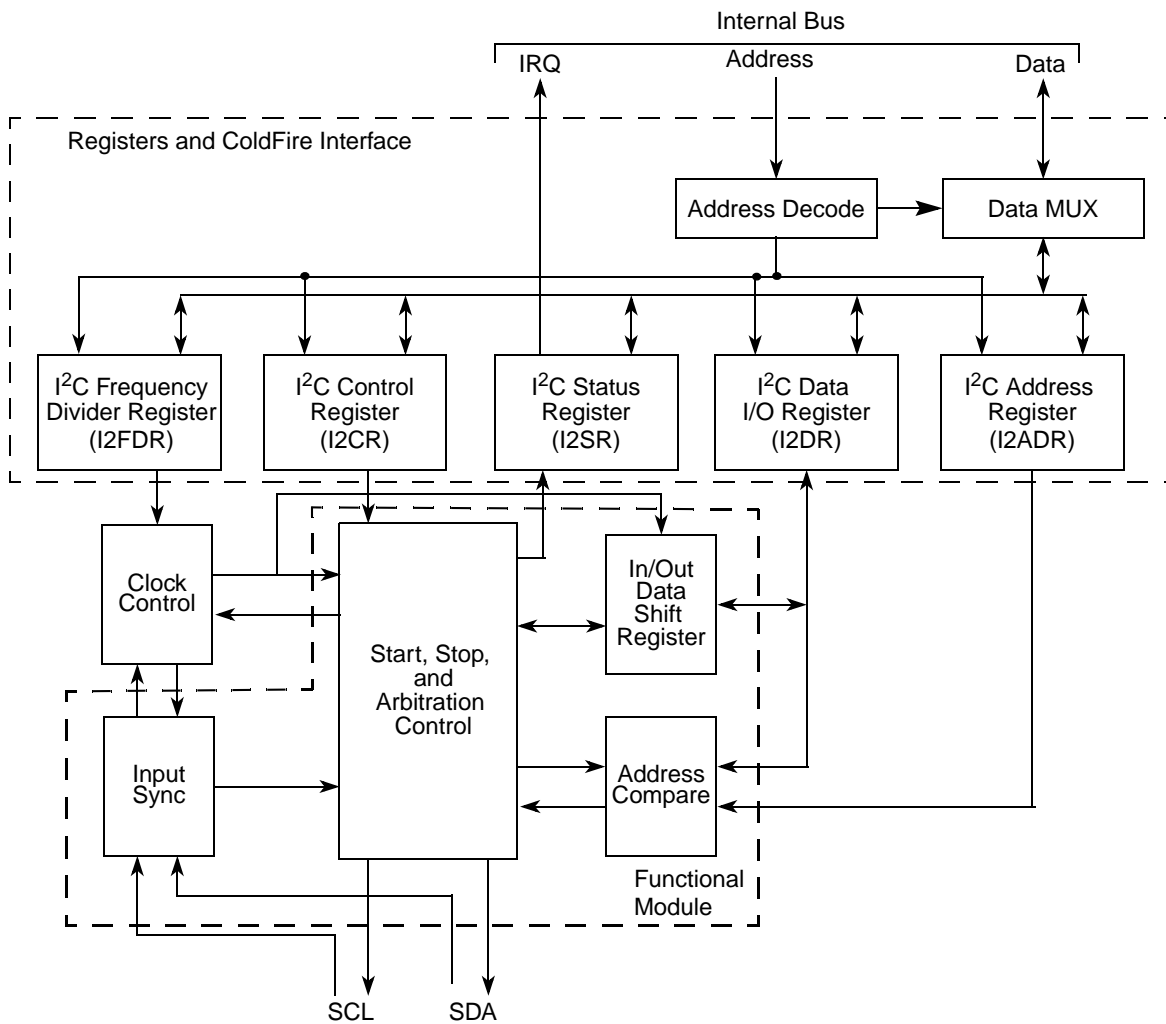 Internal Bus
IRQ
Address
Data
Registers and ColdFire Interface
Address Decode
Data MUX
I²C Frequency
Divider Register
(I2FDR)
I²C Control
Register
(I2CR)
I²C Status
Register
(I2SR)
I²C Data
I/O Register
(I2DR)
I²C Address
Register
(I2ADR)
Clock
Control
In/Out
Data
Shift
Register
Start, Stop,
and
Arbitration
Control
Input
Sync
Address
Compare
Functional
Module
SCL
SDA